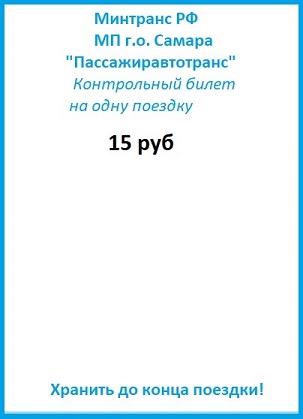 Минтранс РФ
МП г.о. Самара
"Пассажиравтотранс"
Контрольный билет
на одну поездку
15 руб
Хранить до конца поездки!